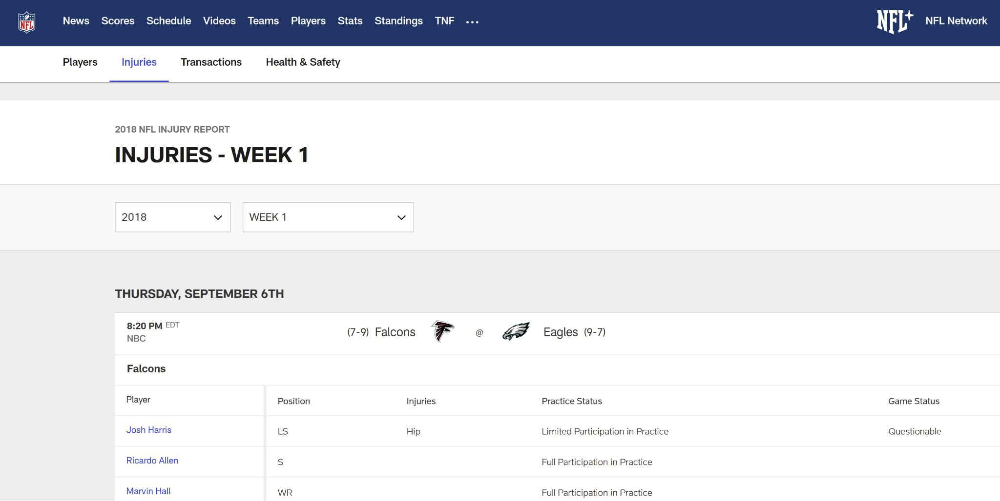 NFL News Scores Schedule Videos Teams Players Stats Standings TNF ... NFL+ NFL Network
Players Injuries Transactions Health & Safety
2018 NFL INJURY REPORT
INJURIES - WEEK 1
2018 WEEK 1
THURSDAY, SEPTEMBER 6TH
8:20 PM EDT
NBC
(7-9) Falcons @ Eagles (9-7)
Falcons
Player Position Injuries Practice Status Game Status
Josh Harris LS Hip Limited Participation in Practice Questionable
Ricardo Allen S Full Participation in Practice
Marvin Hall WR Full Participation in Practice